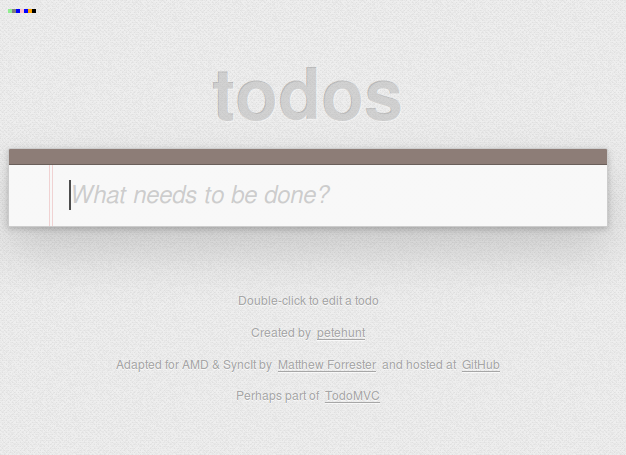 todos
What needs to be done?
Double-click to edit a todo
Created by petehunt
Adapted for AMD & SyncIt by Matthew Forrester and hosted at GitHub
Perhaps part of TodoMVC